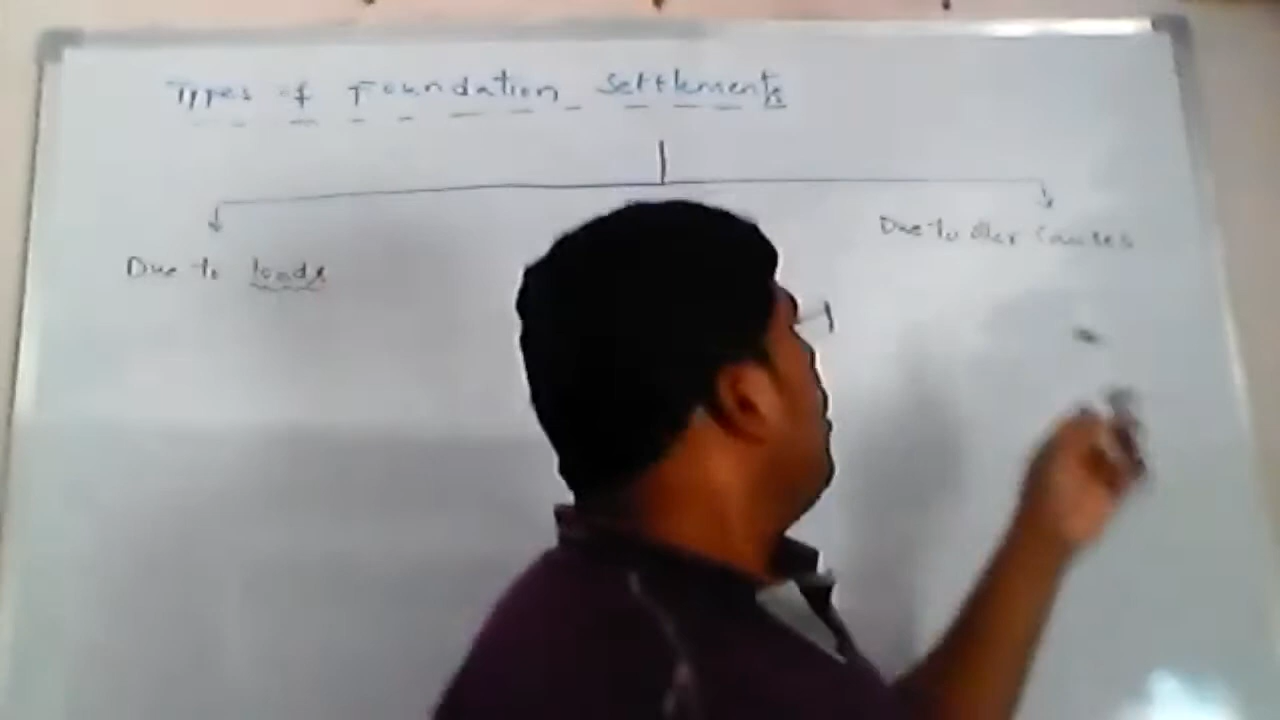 Types of Foundation Settlements
Due to loads
Due to other causes